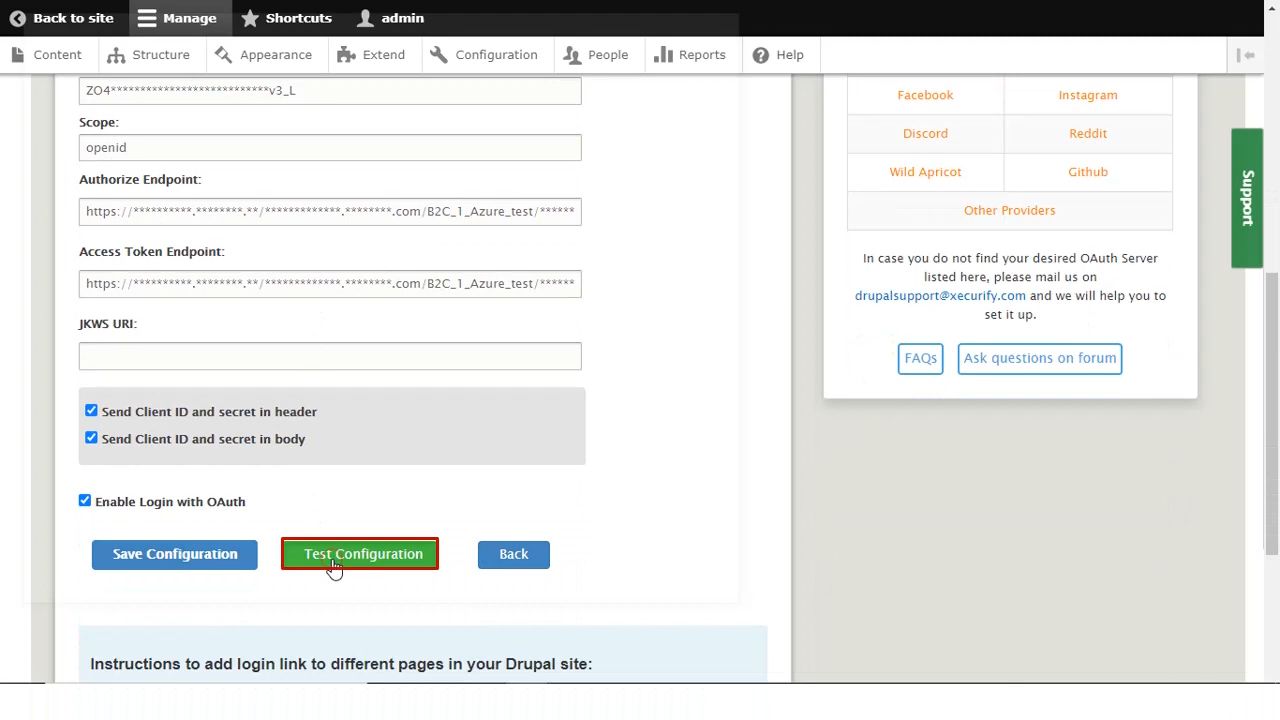 Back to site
Manage
Shortcuts
admin
Content
Structure
Appearance
Extend
Configuration
People
Reports
Help
ZO4***************************v3_L
Scope:
openid
Authorize Endpoint:
https://**********.********.**/*************.********.com/B2C_1_Azure_test/******
Access Token Endpoint:
https://**********.********.**/*************.********.com/B2C_1_Azure_test/******
JKWS URI:
Send Client ID and secret in header
Send Client ID and secret in body
Enable Login with OAuth
Save Configuration
Test Configuration
Back
Instructions to add login link to different pages in your Drupal site:
Facebook
Instagram
Discord
Reddit
Wild Apricot
Github
Other Providers
In case you do not find your desired OAuth Server
listed here, please mail us on
drupalsupport@xecurify.com and we will help you to
set it up.
FAQs
Ask questions on forum
Support